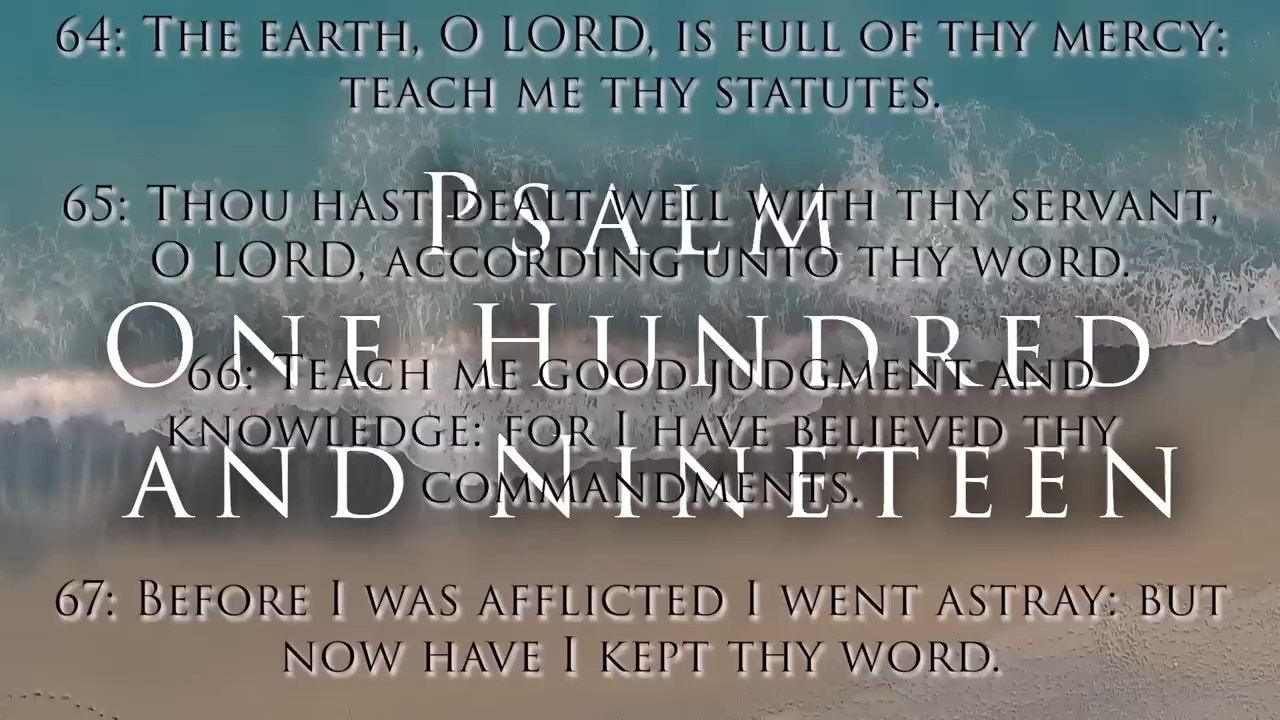 64: The earth, O LORD, is full of thy mercy:
teach me thy statutes.
65: Thou hast dealt well with thy servant,
O LORD, according unto thy word.
66: Teach me good judgment and
knowledge: for I have believed thy
commandments.
67: Before I was afflicted I went astray: but
now have I kept thy word.
Psalm
One Hundred
and Nineteen